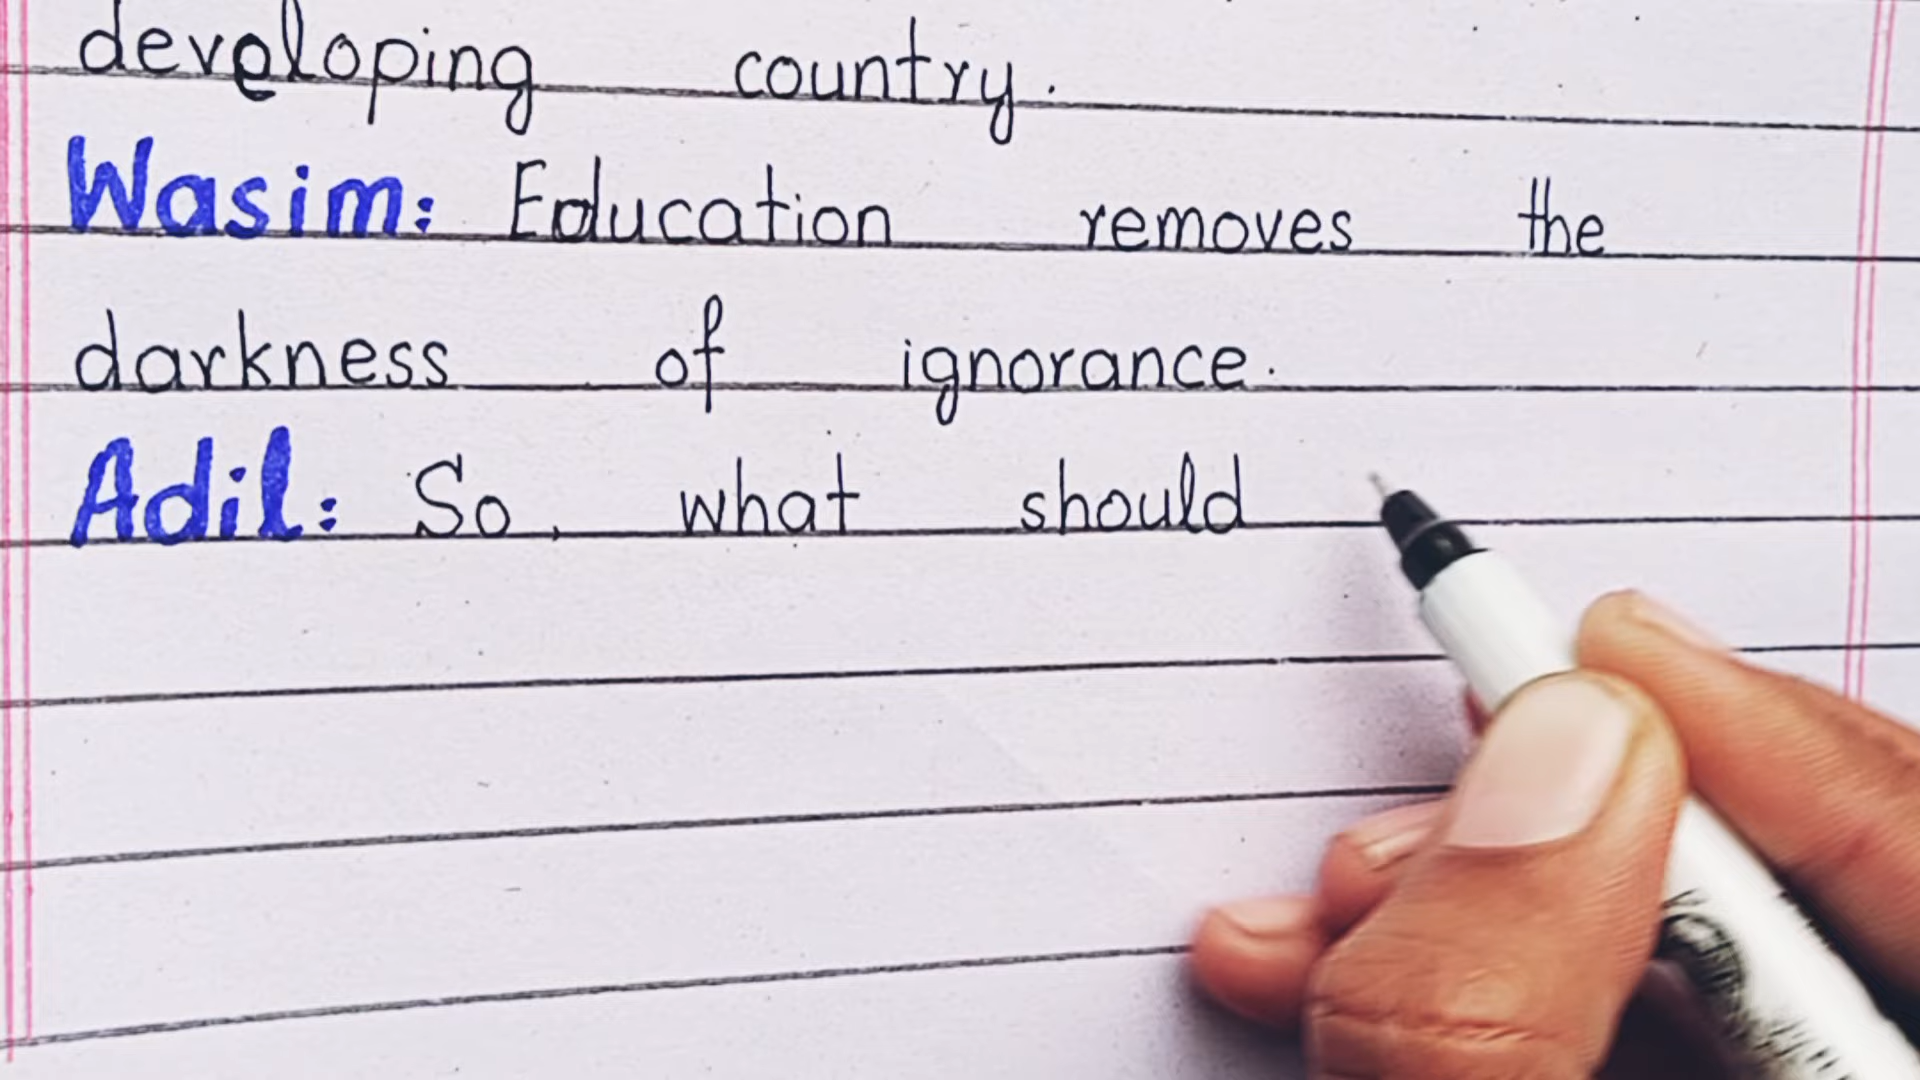 developing country.
Wasim: Education removes the
darkness of ignorance.
Adil: So, what should